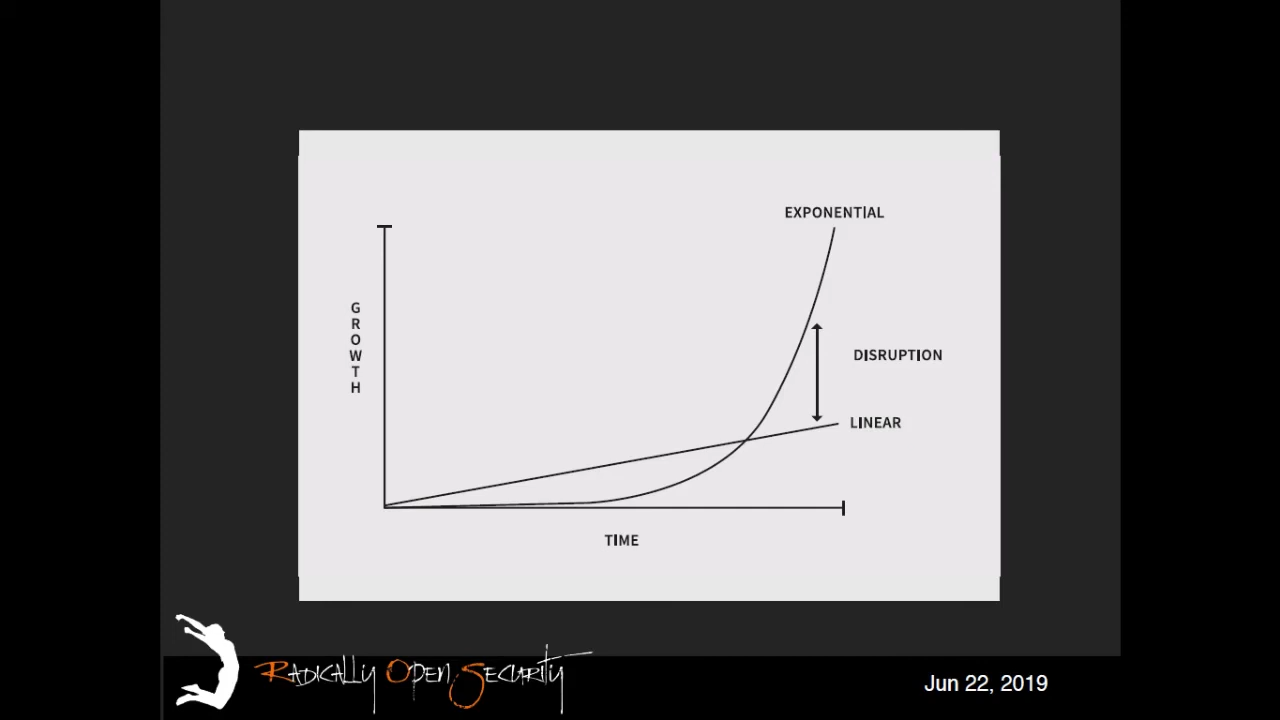 EXPONENTIAL
GROWTH
DISRUPTION
LINEAR
TIME
RADICALLY OPEN SECURITY
Jun 22, 2019